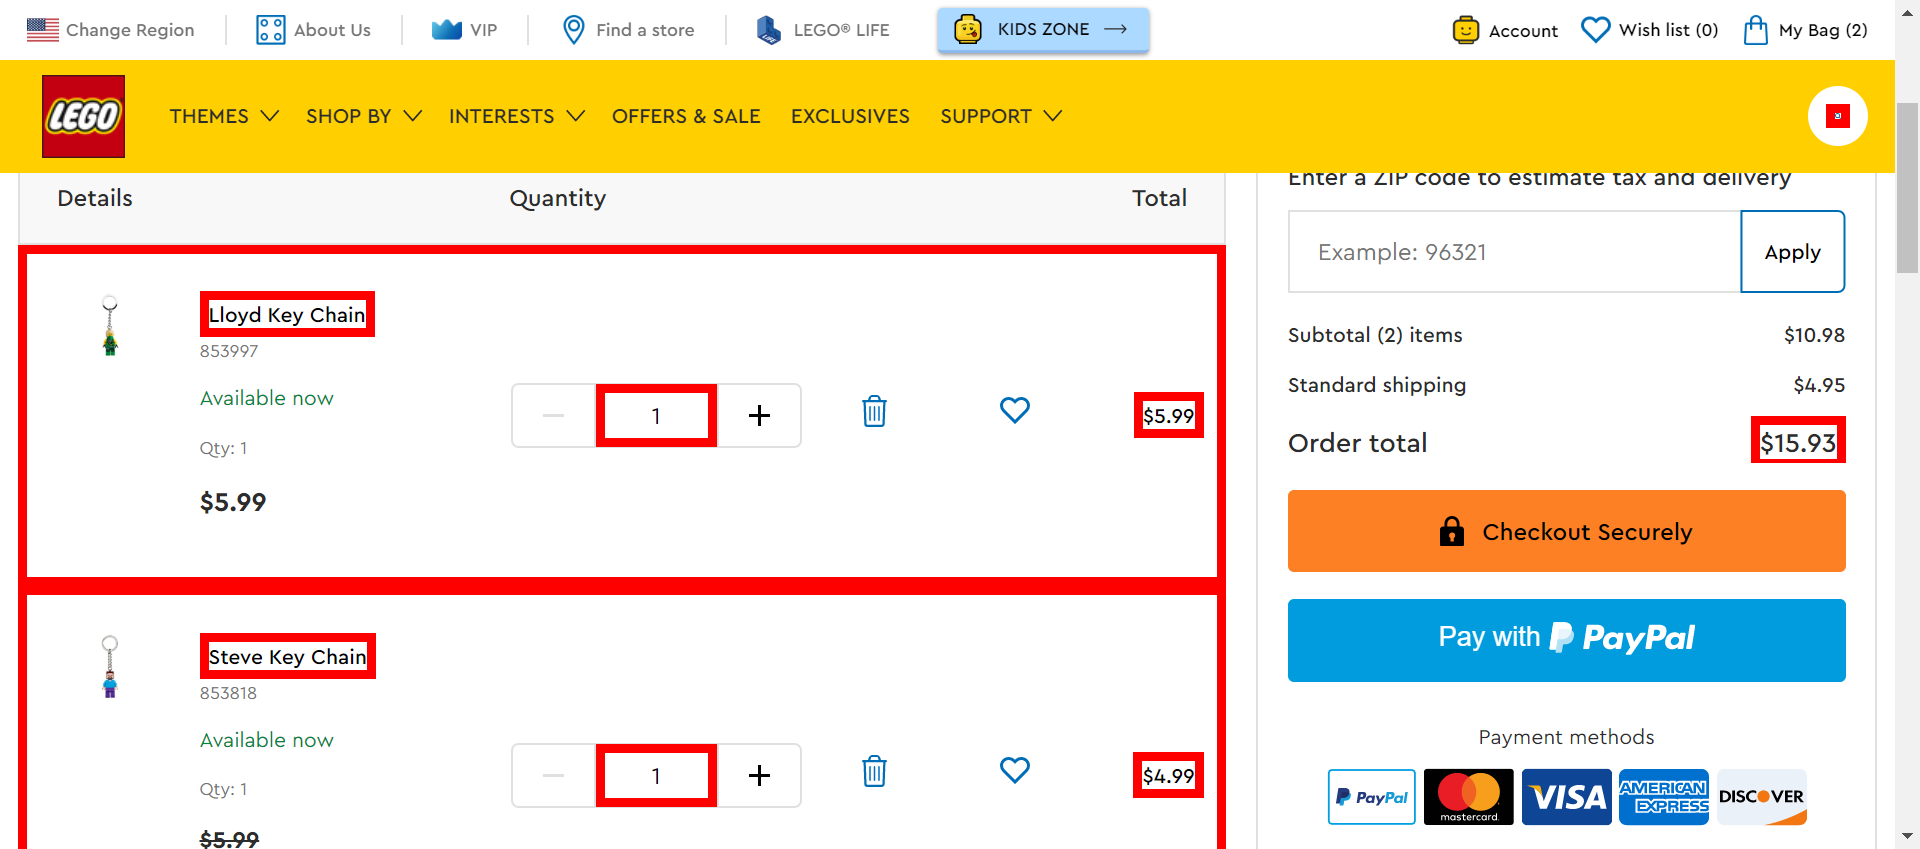 Change Region
About Us
VIP
Find a store
LEGO® LIFE
KIDS ZONE
Account
Wish list (0)
My Bag (2)
LEGO
THEMES
SHOP BY
INTERESTS
OFFERS & SALE
EXCLUSIVES
SUPPORT
Details
Quantity
Total
Lloyd Key Chain
853997
Available now
Qty: 1
$5.99
1
$5.99
Steve Key Chain
853818
Available now
Qty: 1
$5.99
1
$4.99
Enter a ZIP code to estimate tax and delivery
Example: 96321
Apply
Subtotal (2) items
$10.98
Standard shipping
$4.95
Order total
$15.93
Checkout Securely
Pay with PayPal
Payment methods
PayPal
mastercard.
VISA
AMERICAN
EXPRESS
DISCOVER